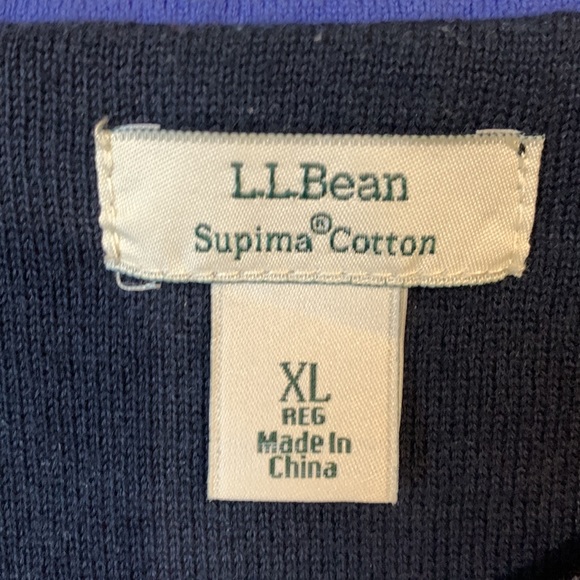 L.L.Bean
Supima® Cotton
XL
REG
Made In
China